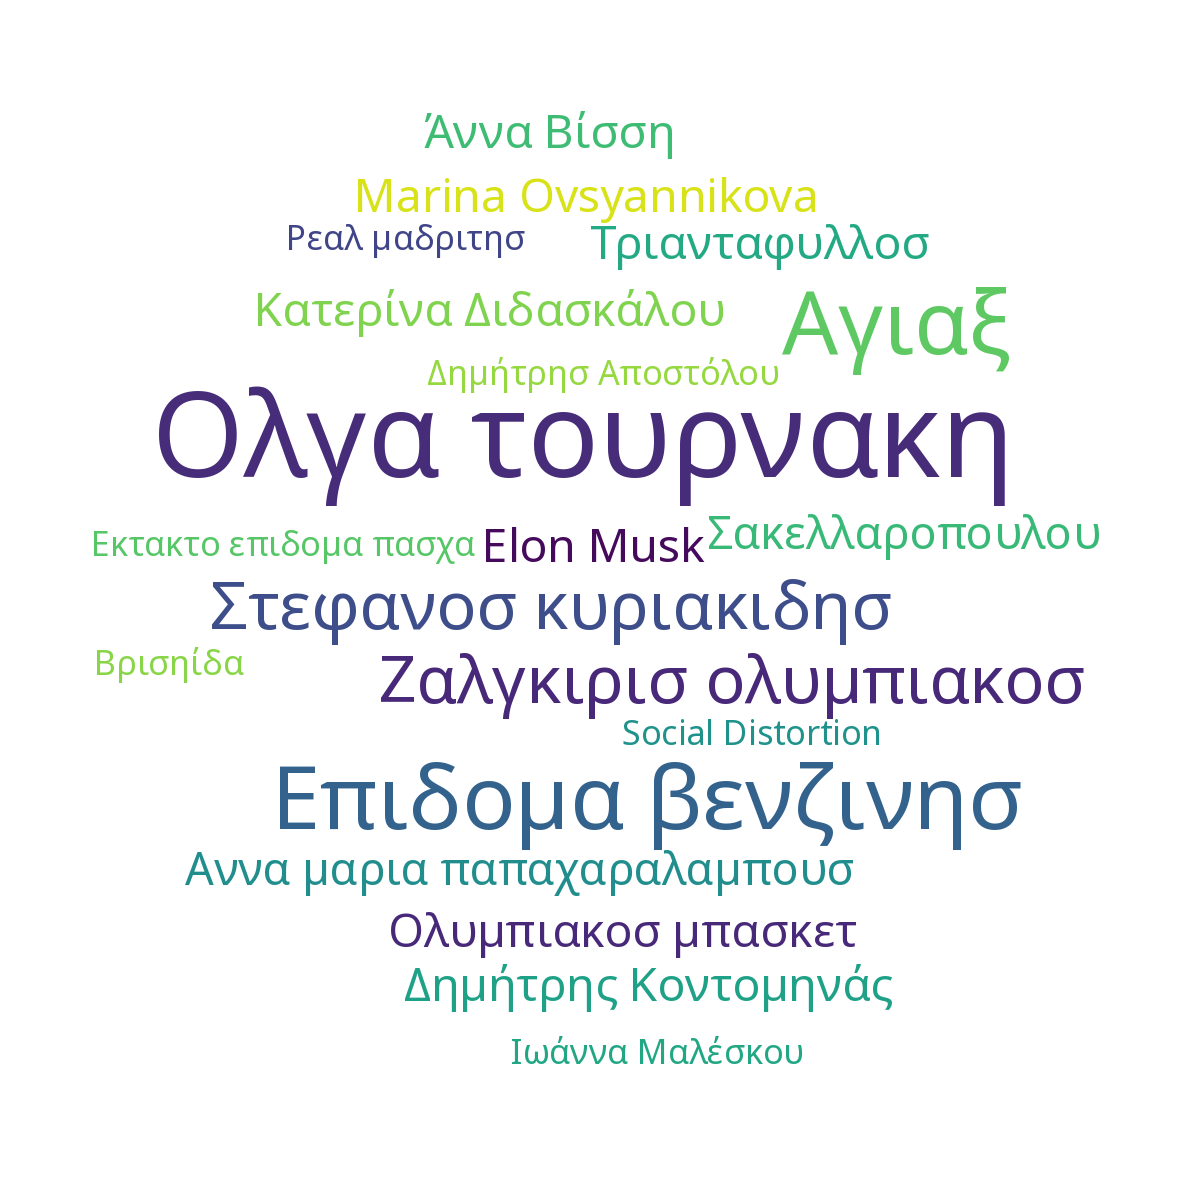 Άννα Βίσση
Marina Ovsyannikova
Ρεαλ μαδριτησ
Τριανταφυλλοσ
Κατερίνα Διδασκάλου
Αγιαξ
Δημήτρησ Αποστόλου
Ολγα τουρνακη
Εκτακτο επιδομα πασχα
Elon Musk
Σακελλαροπουλου
Στεφανοσ κυριακιδησ
Βρισηίδα
Ζαλγκιρισ ολυμπιακοσ
Social Distortion
Επιδομα βενζινησ
Αννα μαρια παπαχαραλαμπουσ
Ολυμπιακοσ μπασκετ
Δημήτρης Κοντομηνάς
Ιωάννα Μαλέσκου